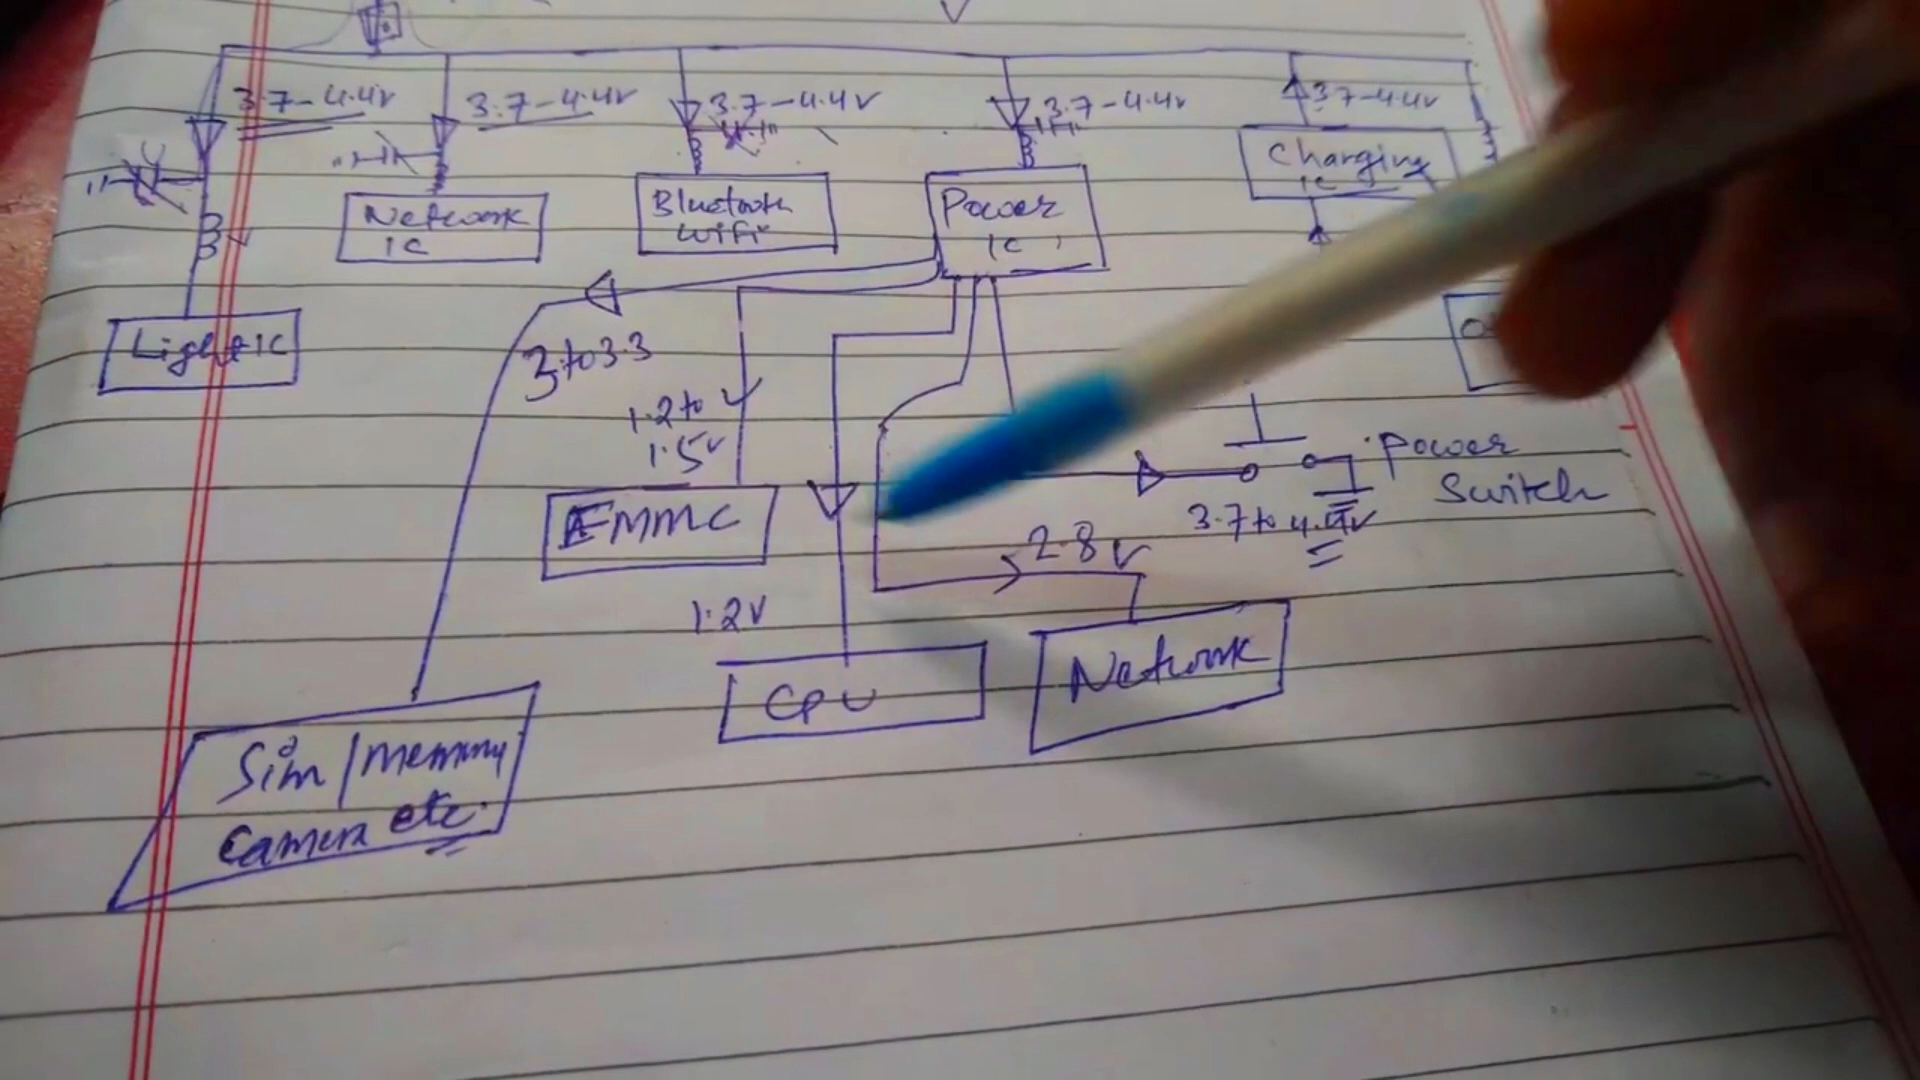 3.7-4.4v
3.7-4.4v
3.7-4.4v
3.7-4.4v
3.7-4.4v
Charging
IC
Network
IC
Bluetooth
WiFi
Power
IC
Light IC
3 to 3.3
1.2 to
1.5v
EMMC
Power
Switch
3.7 to 4.4v
2.8v
1.2v
CPU
Network
Sim/memory
Camera etc.